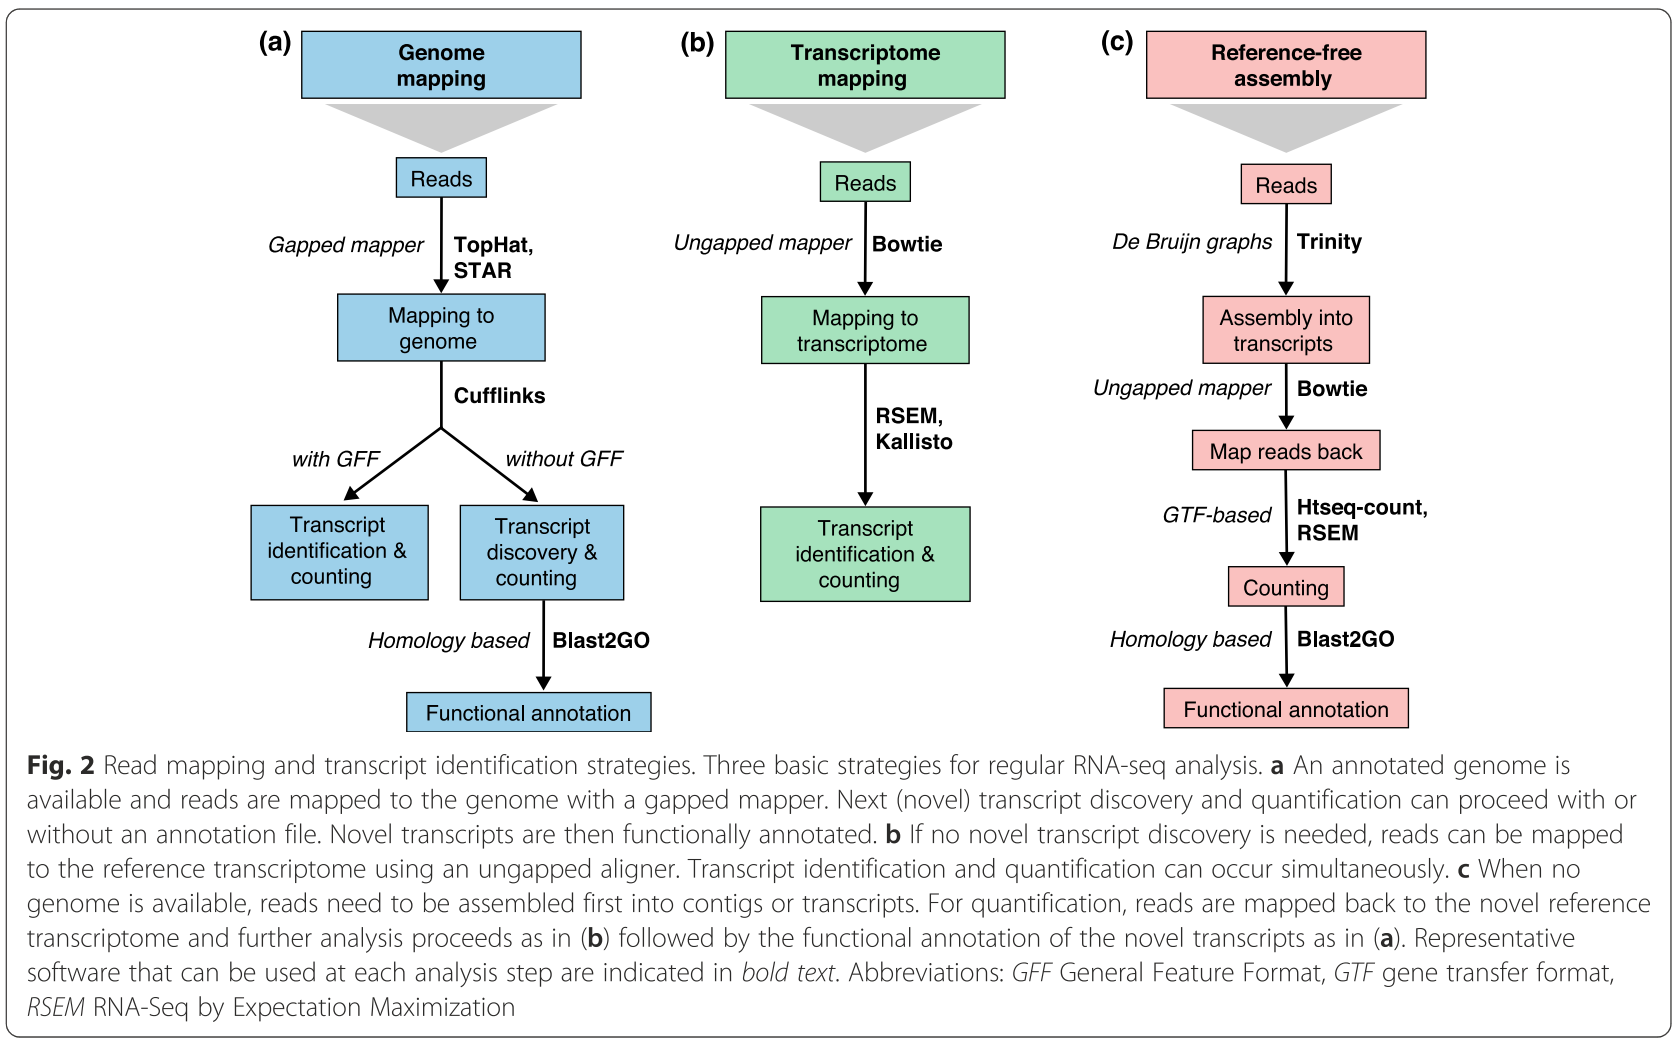 (a)
Genome
mapping
Reads
Gapped mapper
TopHat,
STAR
Mapping to
genome
Cufflinks
with GFF
without GFF
Transcript
identification &
counting
Transcript
discovery &
counting
Homology based
Blast2GO
Functional annotation
(b)
Transcriptome
mapping
Reads
Ungapped mapper
Bowtie
Mapping to
transcriptome
RSEM,
Kallisto
Transcript
identification &
counting
(c)
Reference-free
assembly
Reads
De Bruijn graphs
Trinity
Assembly into
transcripts
Ungapped mapper
Bowtie
Map reads back
GTF-based
Htseq-count,
RSEM
Counting
Homology based
Blast2GO
Functional annotation
Fig. 2 Read mapping and transcript identification strategies. Three basic strategies for regular RNA-seq analysis. a An annotated genome is
available and reads are mapped to the genome with a gapped mapper. Next (novel) transcript discovery and quantification can proceed with or
without an annotation file. Novel transcripts are then functionally annotated. b If no novel transcript discovery is needed, reads can be mapped
to the reference transcriptome using an ungapped aligner. Transcript identification and quantification can occur simultaneously. c When no
genome is available, reads need to be assembled first into contigs or transcripts. For quantification, reads are mapped back to the novel reference
transcriptome and further analysis proceeds as in (b) followed by the functional annotation of the novel transcripts as in (a). Representative
software that can be used at each analysis step are indicated in bold text. Abbreviations: GFF General Feature Format, GTF gene transfer format,
RSEM RNA-Seq by Expectation Maximization